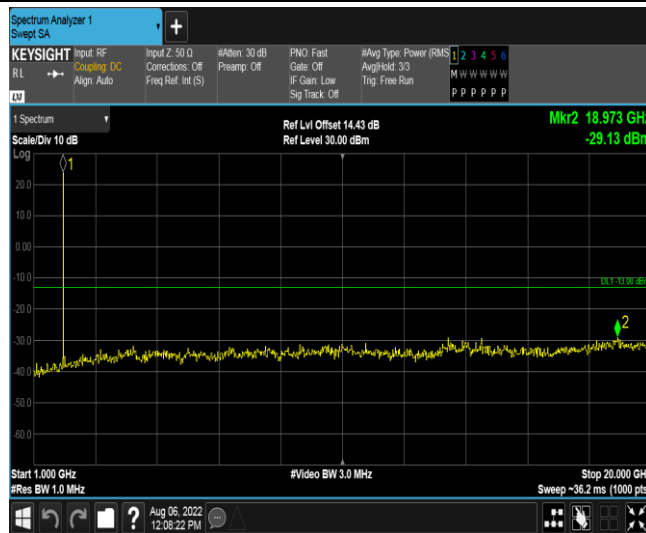 Spectrum Analyzer 1
Swept SA
+
KEYSIGHT Input: RF Input Z: 50 Ω #Atten: 30 dB PNO: Fast #Avg Type: Power (RMS 1 2 3 4 5 6
RL Coupling: DC Corrections: Off Preamp: Off Gate: Off Avg|Hold: 3/3 M W W W W W
Align: Auto Freq Ref: Int (S) IF Gain: Low Trig: Free Run
LXI Sig Track: Off P P P P P P
1 Spectrum Ref Lvl Offset 14.43 dB Mkr2 18.973 GHz
Scale/Div 10 dB Ref Level 30.00 dBm -29.13 dBm
Log
1
20.0
10.0
0.00
-10.0
DL1 -13.00 dBm
-20.0
2
-30.0
-40.0
-50.0
-60.0
Start 1.000 GHz #Video BW 3.0 MHz Stop 20.000 GHz
#Res BW 1.0 MHz Sweep ~36.2 ms (1000 pts
? Aug 06, 2022
12:08:22 PM